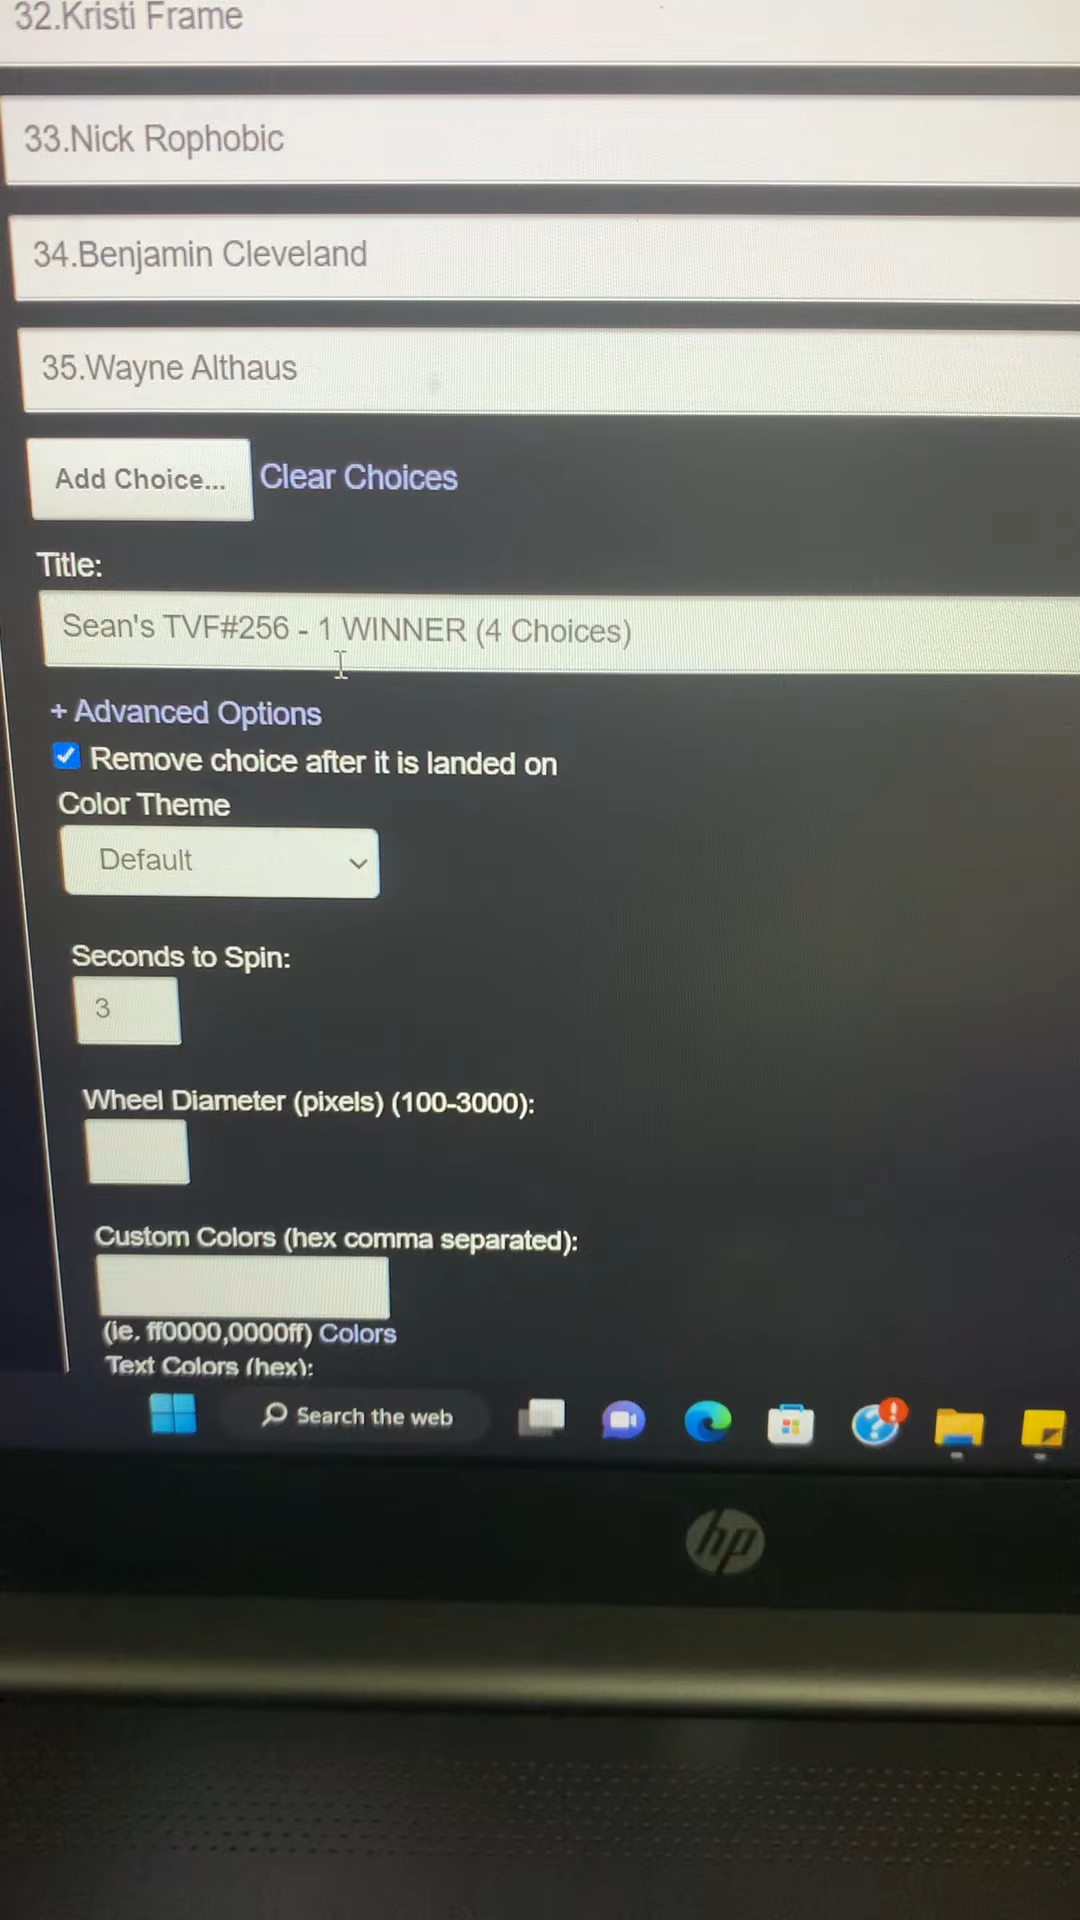 32.Kristi Frame
33.Nick Rophobic
34.Benjamin Cleveland
35.Wayne Althaus
Add Choice... Clear Choices
Title:
Sean's TVF#256 - 1 WINNER (4 Choices)
+ Advanced Options
Remove choice after it is landed on
Color Theme
Default
Seconds to Spin:
3
Wheel Diameter (pixels) (100-3000):
Custom Colors (hex comma separated):
(ie. ff0000,0000ff) Colors
Text Colors (hex):
Search the web
hp